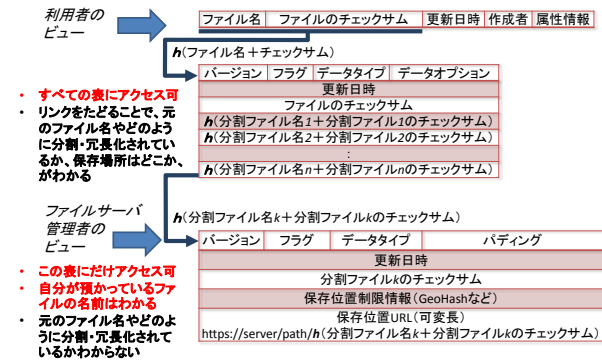 利用者の
ビュー
ファイル名 ファイルのチェックサム 更新日時 作成者 属性情報
h(ファイル名+チェックサム)
バージョン フラグ データタイプ データオプション
更新日時
ファイルのチェックサム
h(分割ファイル名1+分割ファイル1のチェックサム)
h(分割ファイル名2+分割ファイル2のチェックサム)
:
h(分割ファイル名n+分割ファイルnのチェックサム)
• すべての表にアクセス可
• リンクをたどることで、元
のファイル名やどのよう
に分割・冗長化されてい
るか、保存場所はどこか、
がわかる
ファイルサーバ
管理者の
ビュー
h(分割ファイル名k+分割ファイルkのチェックサム)
バージョン フラグ データタイプ パディング
更新日時
分割ファイルkのチェックサム
保存位置制限情報(GeoHashなど)
保存位置URL(可変長)
https://server/path/h(分割ファイル名k+分割ファイルkのチェックサム)
• この表にだけアクセス可
• 自分が預かっているファ
イルの名前はわかる
• 元のファイル名やどのよ
うに分割・冗長化されて
いるかわからない